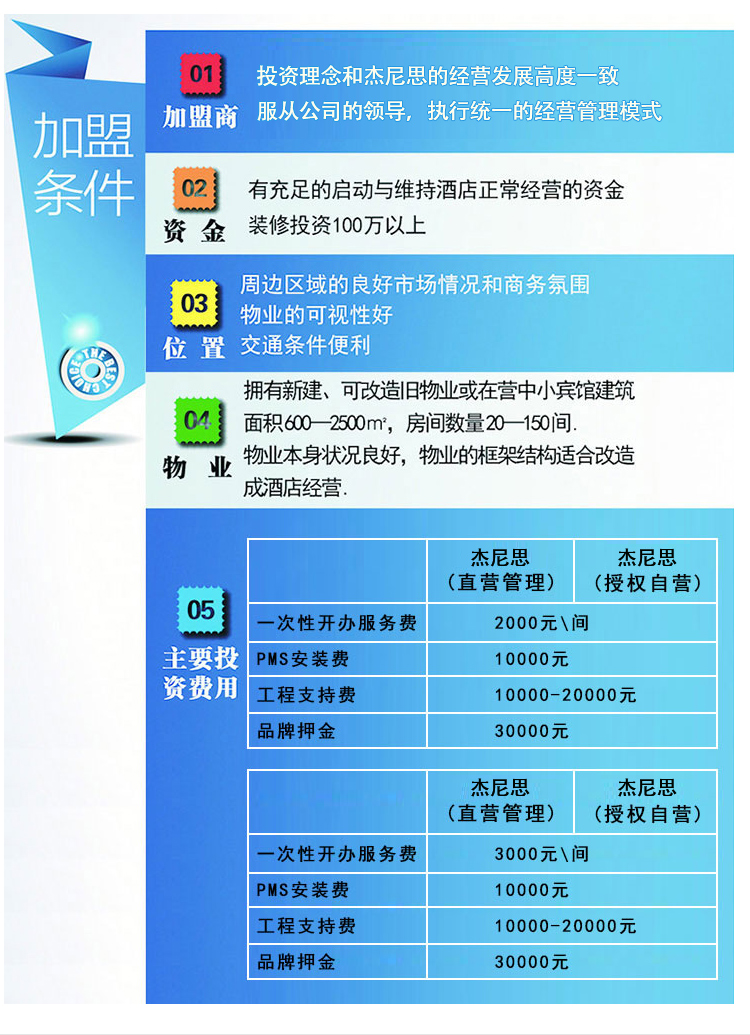 加盟
条件
THE BEST CHOICE
01
加盟商
投资理念和杰尼思的经营发展高度一致
服从公司的领导，执行统一的经营管理模式
02
资金
有充足的启动与维持酒店正常经营的资金
装修投资100万以上
03
位置
周边区域的良好市场情况和商务氛围
物业的可视性好
交通条件便利
04
物业
拥有新建、可改造旧物业或在营中小宾馆建筑
面积600—2500㎡，房间数量20—150间.
物业本身状况良好，物业的框架结构适合改造
成酒店经营.
05
主要投
资费用
杰尼思 杰尼思
（直营管理） （授权自营）
一次性开办服务费 2000元\间
PMS安装费 10000元
工程支持费 10000-20000元
品牌押金 30000元
杰尼思 杰尼思
（直营管理） （授权自营）
一次性开办服务费 3000元\间
PMS安装费 10000元
工程支持费 10000-20000元
品牌押金 30000元